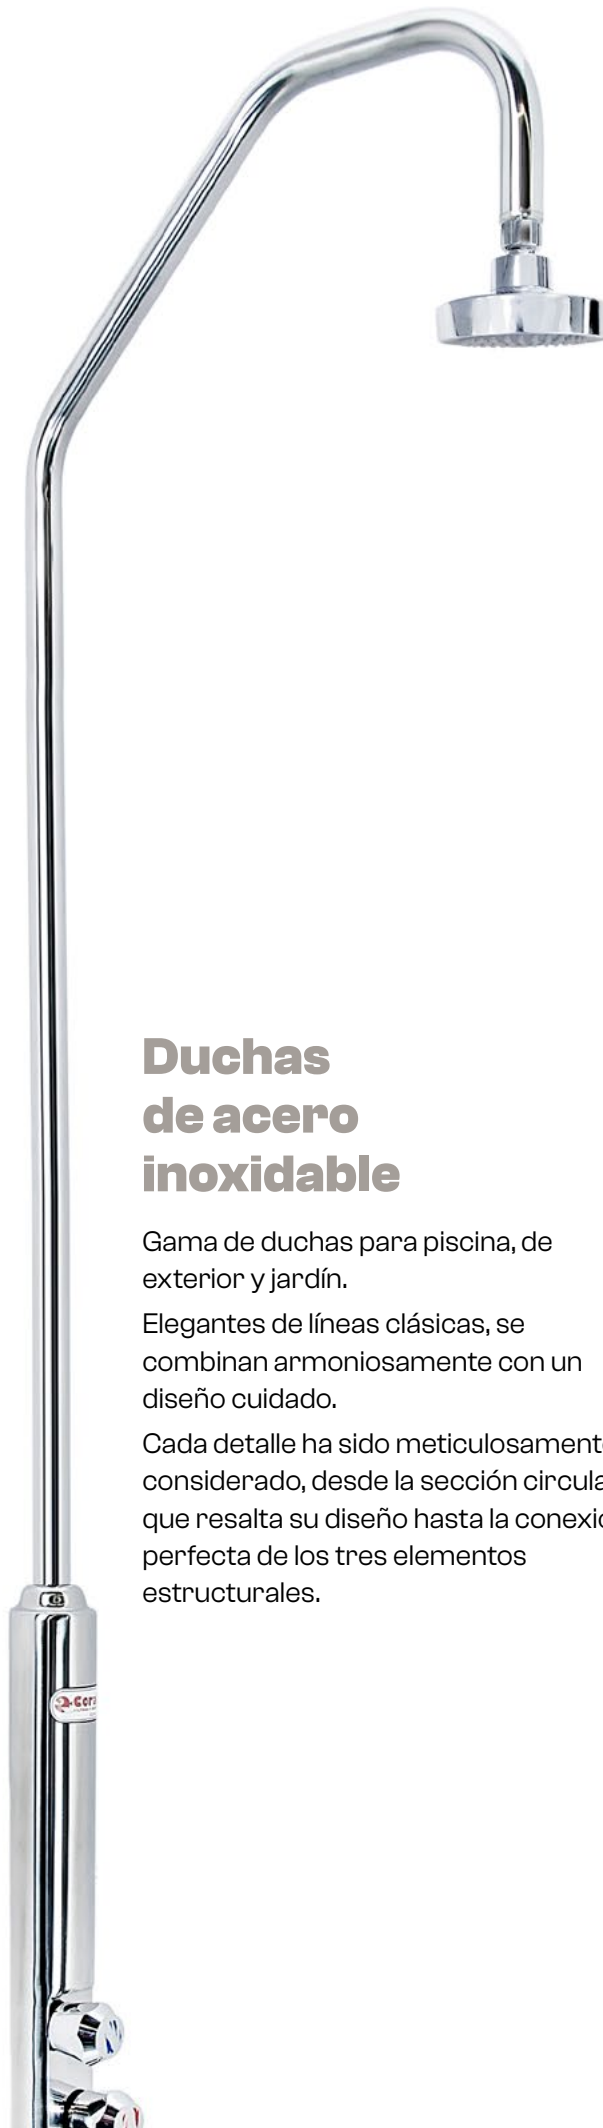 Duchas
de acero
inoxidable
Gama de duchas para piscina, de
exterior y jardín.
Elegantes de líneas clásicas, se
combinan armoniosamente con un
diseño cuidado.
Cada detalle ha sido meticulosament
considerado, desde la sección circula
que resalta su diseño hasta la conexi
perfecta de los tres elementos
estructurales.